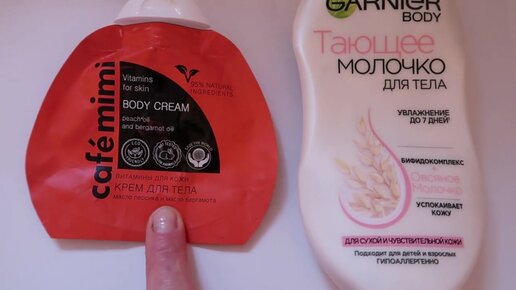 cafémimi
Vitamins
for skin
95% NATURAL
INGREDIENTS
BODY CREAM
peach oil
and bergamot oil
ECO
ВИТАМИНЫ ДЛЯ КОЖИ
КРЕМ ДЛЯ ТЕЛА
масло персика и масло бергамота
GARNIER
BODY
Тающее
МОЛОЧКО
ДЛЯ ТЕЛА
УВЛАЖНЕНИЕ
ДО 7 ДНЕЙ
БИФИДОКОМПЛЕКС
Овсяное
Молочко
УСПОКАИВАЕТ
КОЖУ
ДЛЯ СУХОЙ И ЧУВСТВИТЕЛЬНОЙ КОЖИ
Подходит для детей и взрослых
ГИПОАЛЛЕРГЕННО